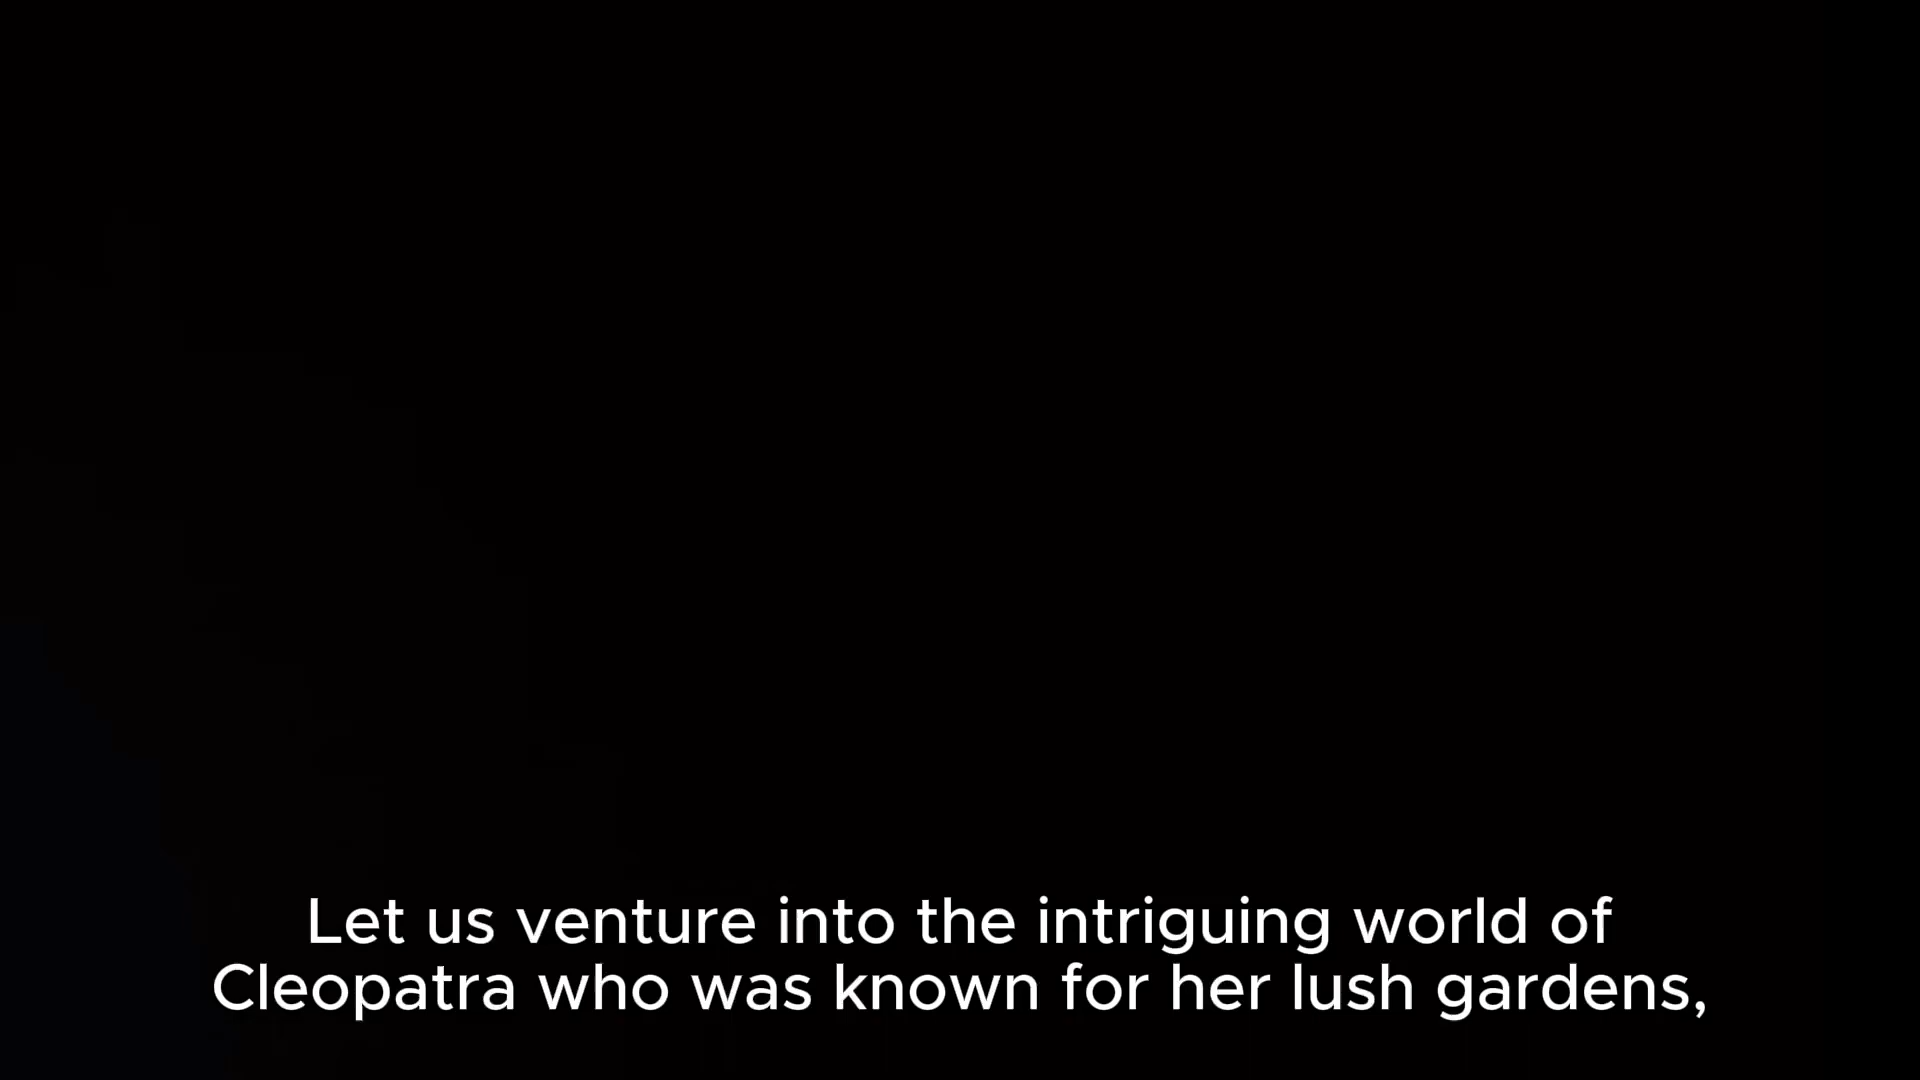 Let us venture into the intriguing world of
Cleopatra who was known for her lush gardens,